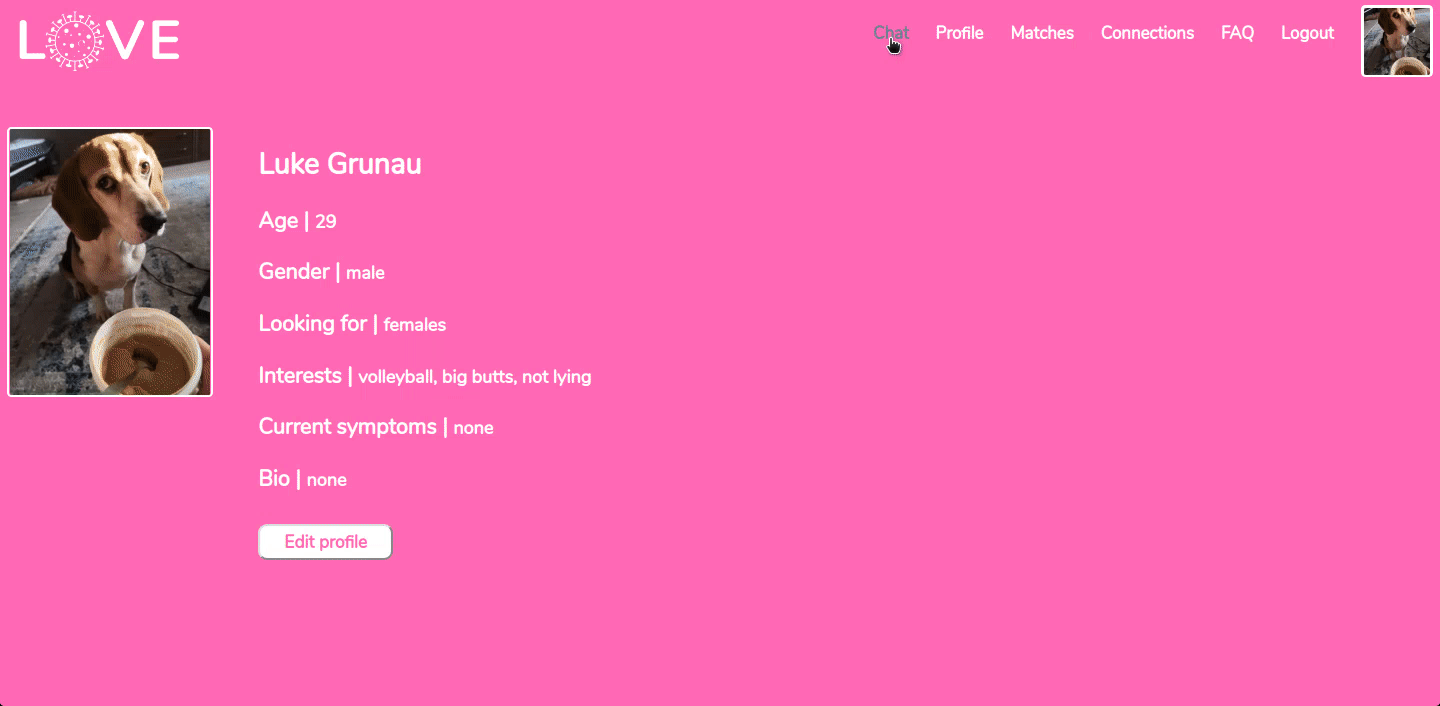 LOVE
Chat Profile Matches Connections FAQ Logout
Luke Grunau
Age | 29
Gender | male
Looking for | females
Interests | volleyball, big butts, not lying
Current symptoms | none
Bio | none
Edit profile